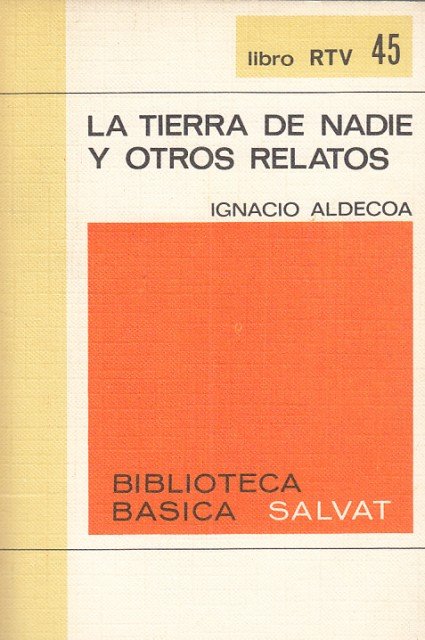 libro RTV 45
LA TIERRA DE NADIE
Y OTROS RELATOS
IGNACIO ALDECOA
BIBLIOTECA
BASICA SALVAT